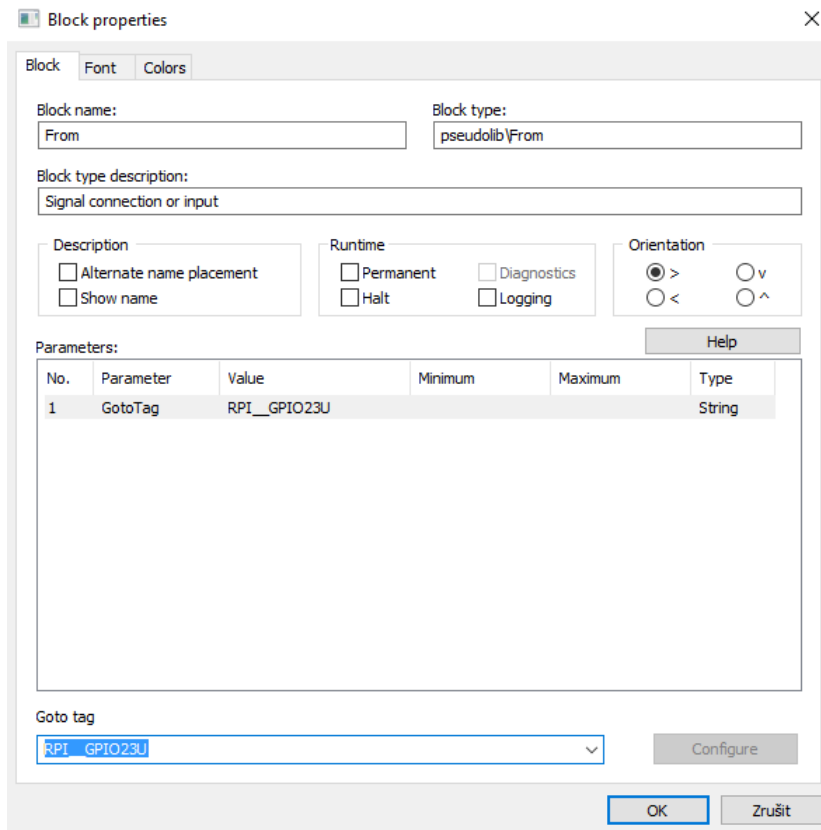 Block properties
Block Font Colors
Block name: Block type:
From pseudolib\From
Block type description:
Signal connection or input
Description Runtime Orientation
Alternate name placement Permanent Diagnostics > v
Show name Halt Logging < ^
Help
Parameters:
No. Parameter Value Minimum Maximum Type
1 GotoTag RPI__GPIO23U String
Goto tag
RPI__GPIO23U Configure
OK Zrušit